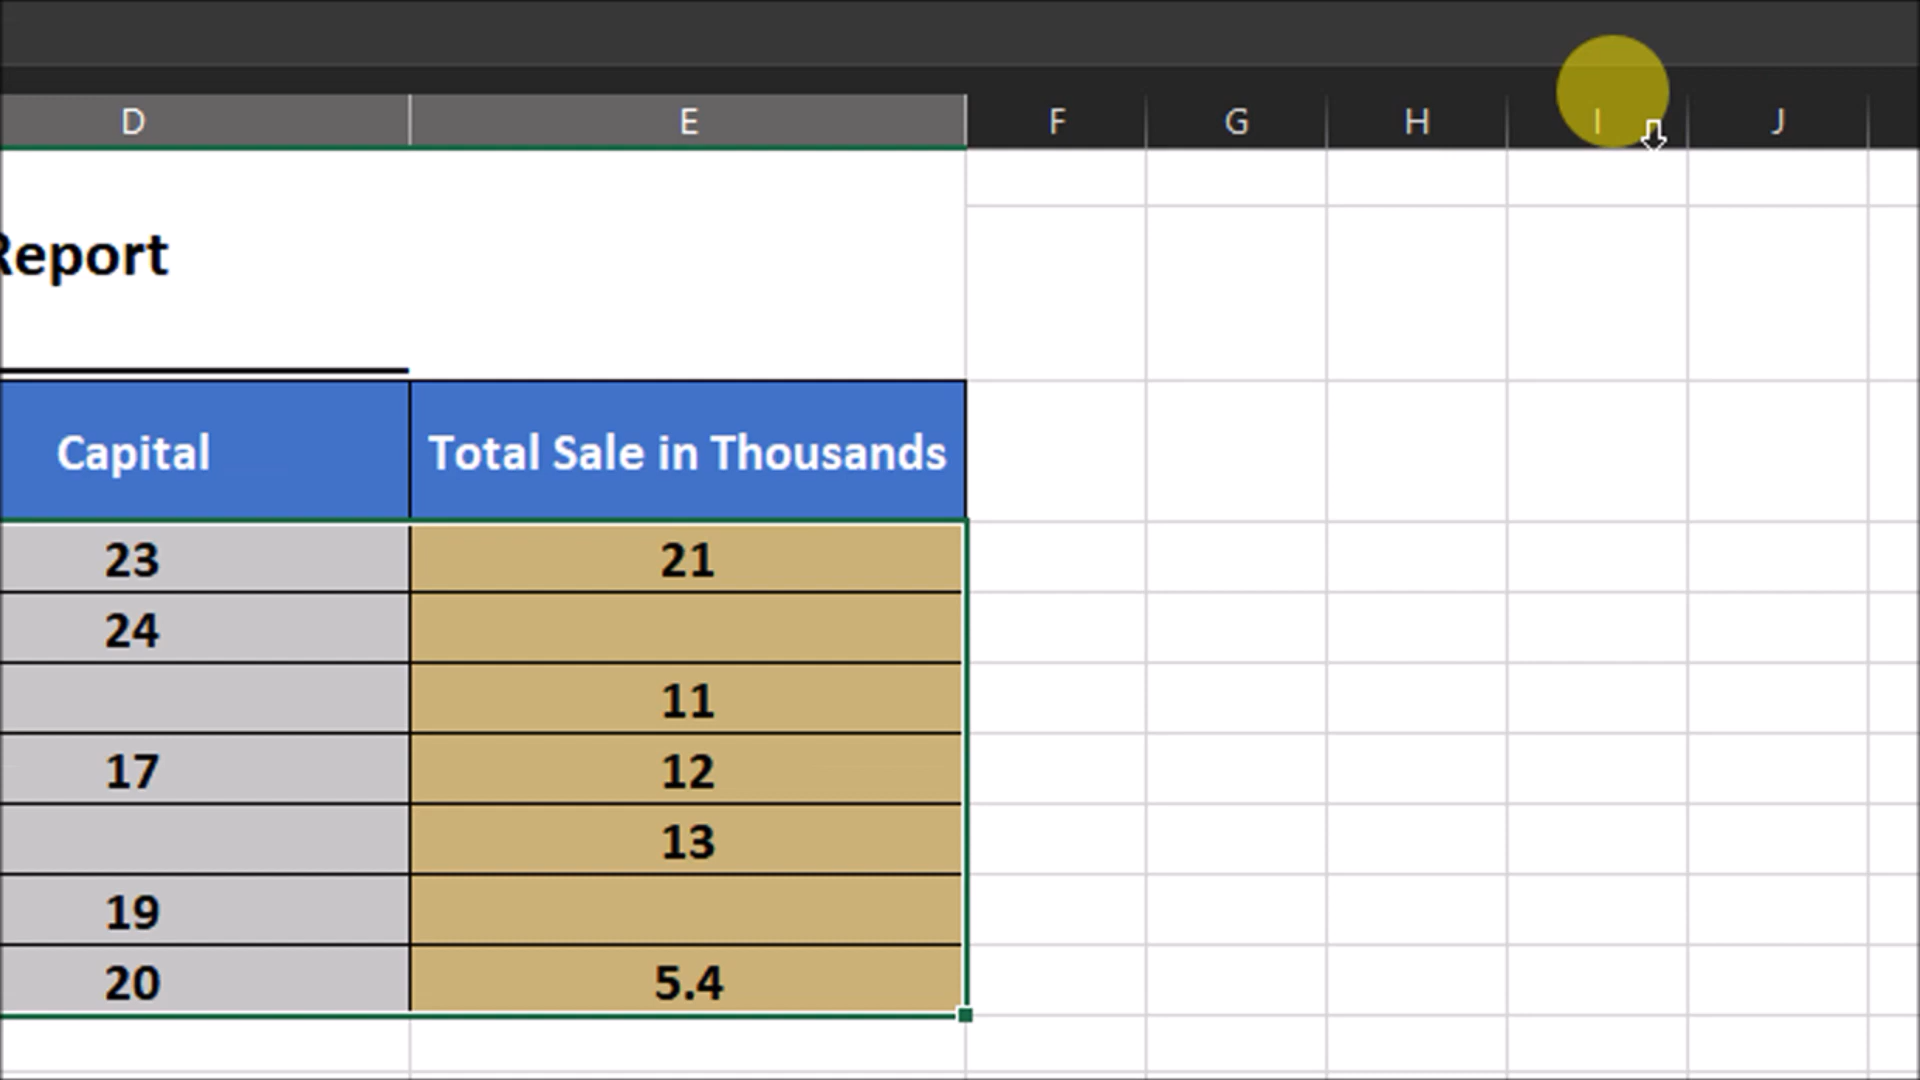 D E F G H I J
Report
Capital Total Sale in Thousands
23 21
24
11
17 12
13
19
20 5.4